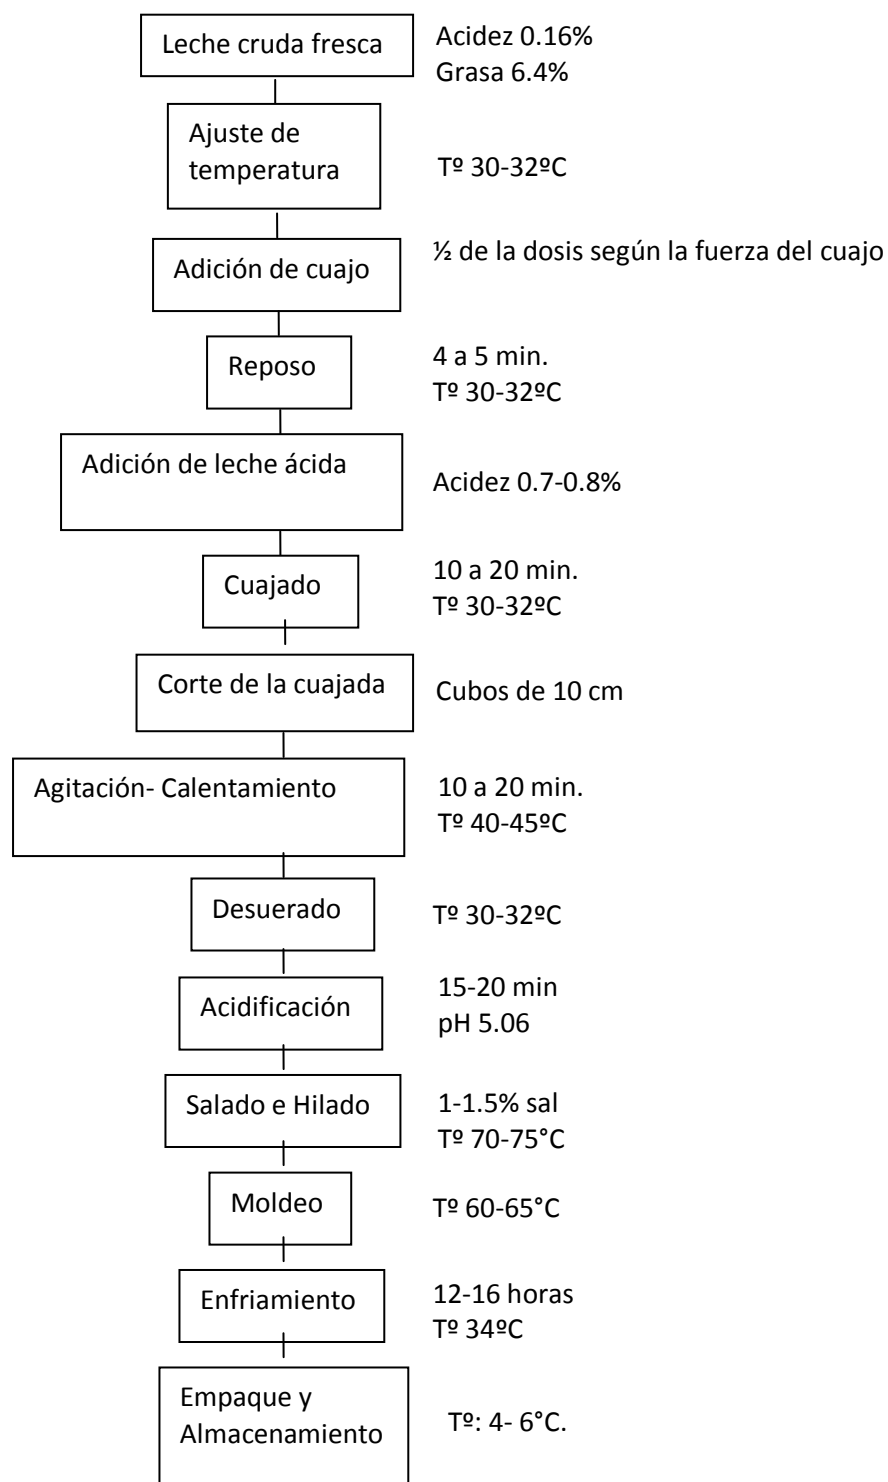 Leche cruda fresca
Acidez 0.16%
Grasa 6.4%
Ajuste de
temperatura
Tº 30-32ºC
Adición de cuajo
½ de la dosis según la fuerza del cuajo
Reposo
4 a 5 min.
Tº 30-32ºC
Adición de leche ácida
Acidez 0.7-0.8%
Cuajado
10 a 20 min.
Tº 30-32ºC
Corte de la cuajada
Cubos de 10 cm
Agitación- Calentamiento
10 a 20 min.
Tº 40-45ºC
Desuerado
Tº 30-32ºC
Acidificación
15-20 min
pH 5.06
Salado e Hilado
1-1.5% sal
Tº 70-75°C
Moldeo
Tº 60-65°C
Enfriamiento
12-16 horas
Tº 34ºC
Empaque y
Almacenamiento
Tº: 4- 6°C.